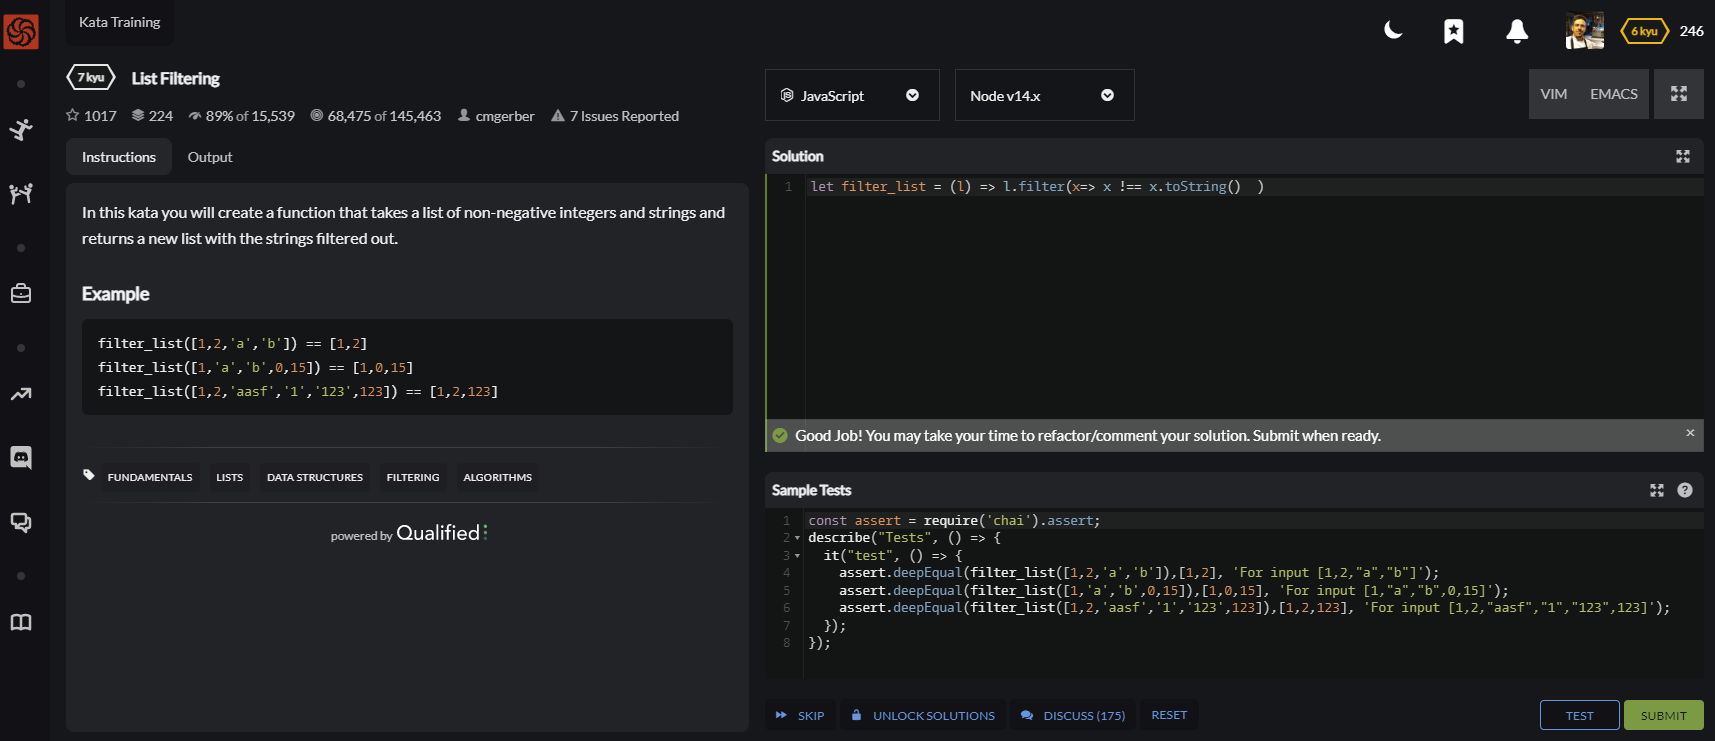 Kata Training
6 kyu 246
7 kyu List Filtering
1017 224 89% of 15,539 68,475 of 145,463 cmgerber 7 Issues Reported
Instructions Output
In this kata you will create a function that takes a list of non-negative integers and strings and
returns a new list with the strings filtered out.
Example
filter_list([1,2,'a','b']) == [1,2]
filter_list([1,'a','b',0,15]) == [1,0,15]
filter_list([1,2,'aasf','1','123',123]) == [1,2,123]
FUNDAMENTALS LISTS DATA STRUCTURES FILTERING ALGORITHMS
powered by Qualified
JavaScript Node v14.x VIM EMACS
Solution
1 let filter_list = (l) => l.filter(x=> x !== x.toString()  )
Good Job! You may take your time to refactor/comment your solution. Submit when ready.
Sample Tests
1 const assert = require('chai').assert;
2 describe("Tests", () => {
3   it("test", () => {
4     assert.deepEqual(filter_list([1,2,'a','b']),[1,2], 'For input [1,2,"a","b"]');
5     assert.deepEqual(filter_list([1,'a','b',0,15]),[1,0,15], 'For input [1,"a","b",0,15]');
6     assert.deepEqual(filter_list([1,2,'aasf','1','123',123]),[1,2,123], 'For input [1,2,"aasf","1","123",123]');
7   });
8 });
SKIP UNLOCK SOLUTIONS DISCUSS (175) RESET TEST SUBMIT